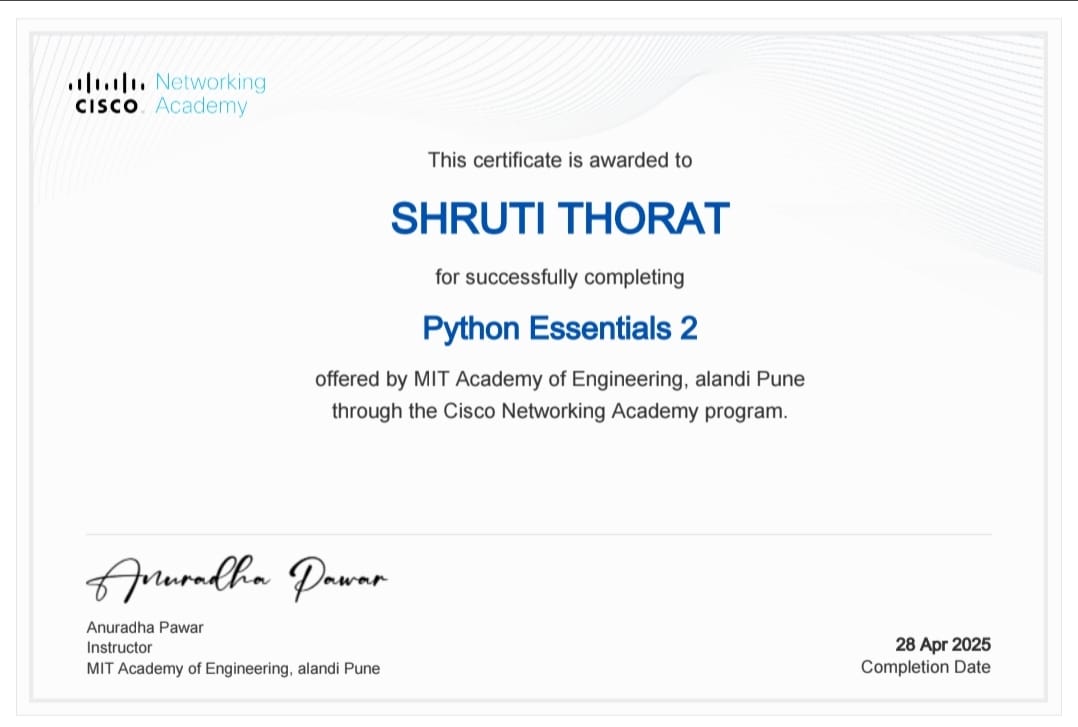 Networking
CISCO. Academy
This certificate is awarded to
SHRUTI THORAT
for successfully completing
Python Essentials 2
offered by MIT Academy of Engineering, alandi Pune
through the Cisco Networking Academy program.
Anuradha Pawar
Anuradha Pawar
Instructor
MIT Academy of Engineering, alandi Pune
28 Apr 2025
Completion Date